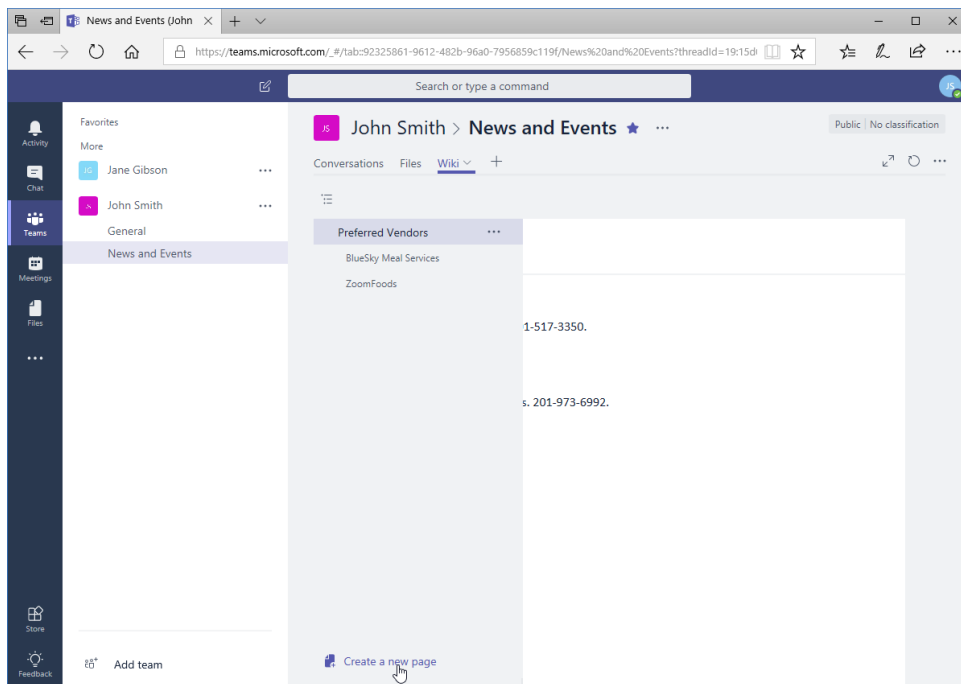 News and Events (John
https://teams.microsoft.com/_#/tab::92325861-9612-482b-96a0-7956859c119f/News%20and%20Events?threadId=19:15d
Search or type a command
JS
Activity
Chat
Teams
Meetings
Files
Store
Feedback
Favorites
More
JG Jane Gibson
JS John Smith
General
News and Events
Add team
JS John Smith > News and Events
Public | No classification
Conversations Files Wiki
Preferred Vendors
BlueSky Meal Services
ZoomFoods
1-517-3350.
s. 201-973-6992.
Create a new page